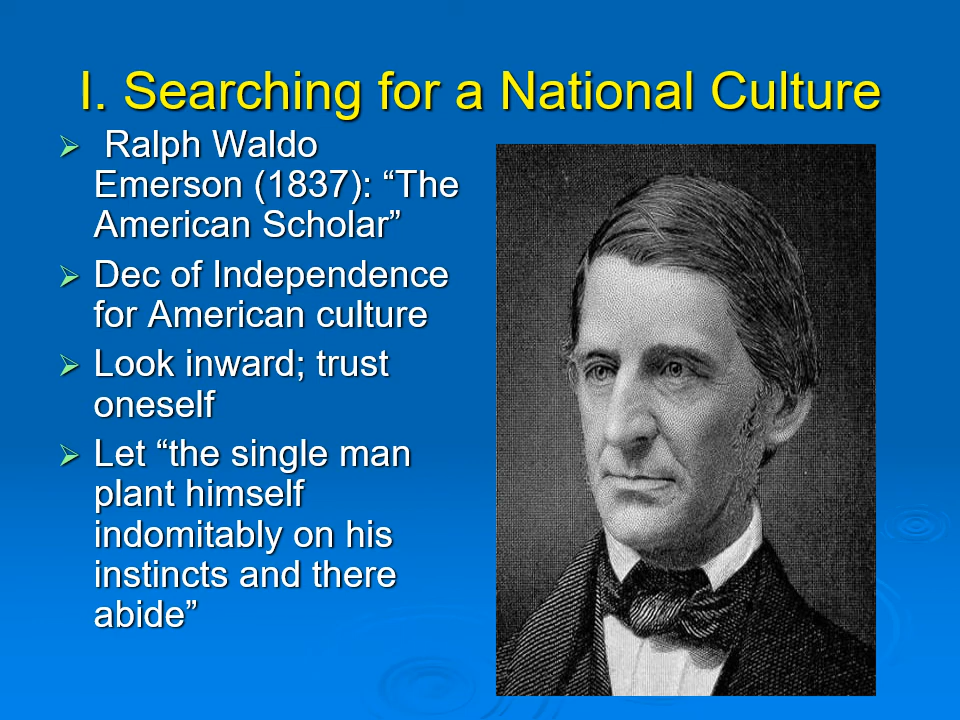 I. Searching for a National Culture
Ralph Waldo
Emerson (1837): “The
American Scholar”
Dec of Independence
for American culture
Look inward; trust
oneself
Let “the single man
plant himself
indomitably on his
instincts and there
abide”